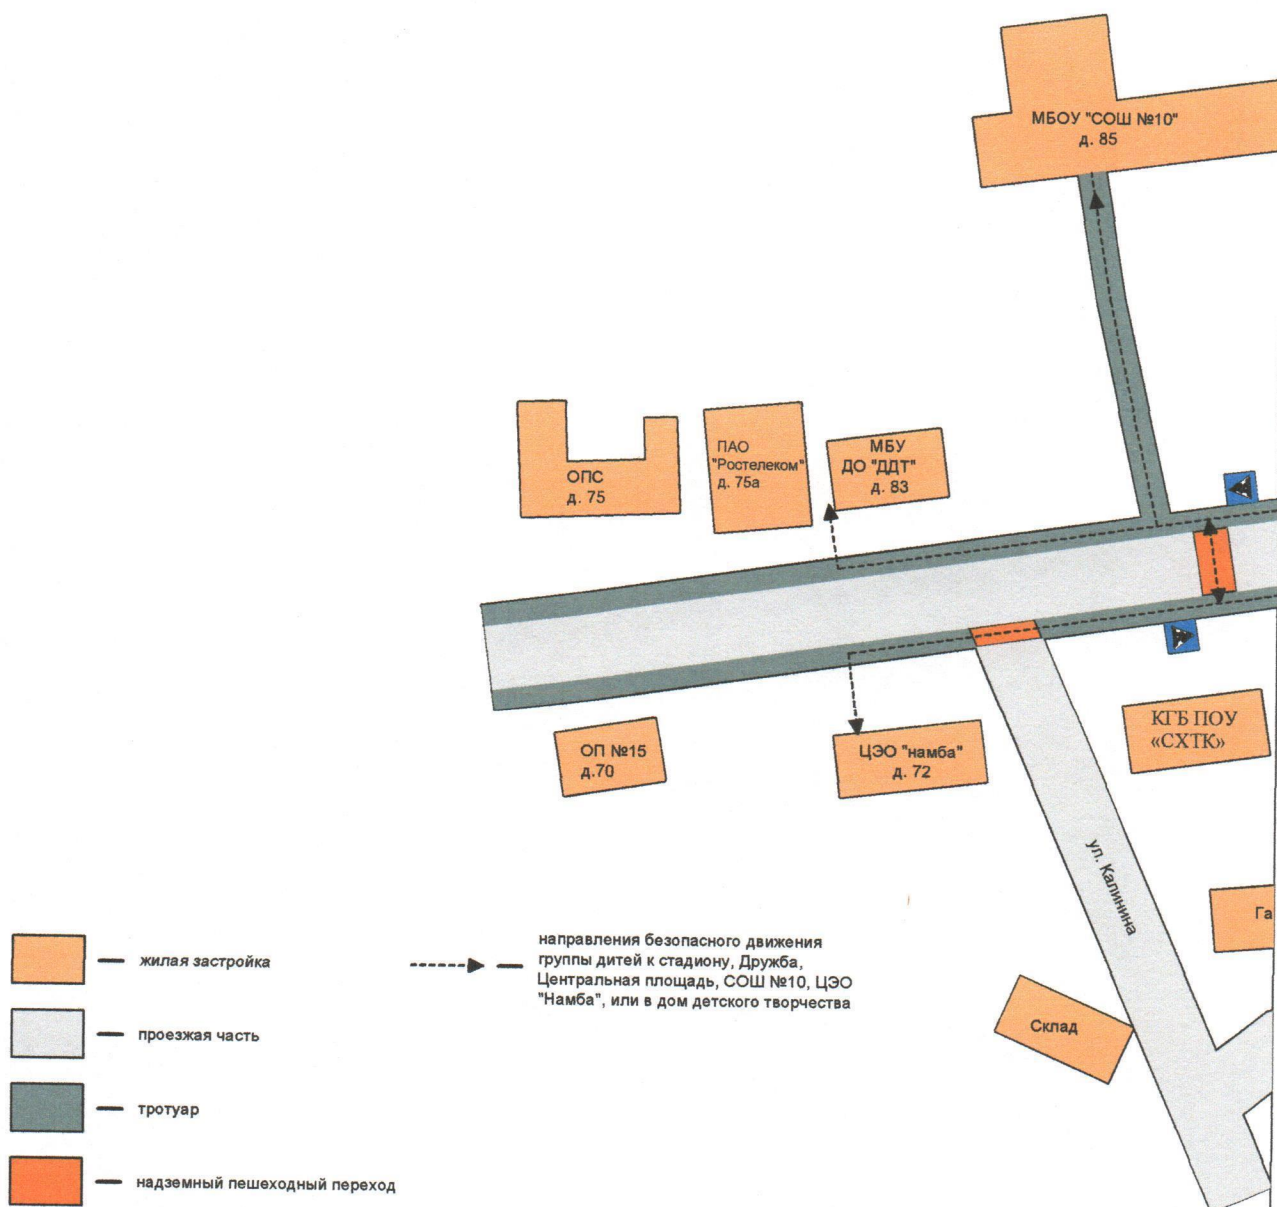 МБОУ "СОШ №10"
д. 85
ОПС
д. 75
ПАО
"Ростелеком"
д. 75а
МБУ
ДО "ДДТ"
д. 83
ОП №15
д.70
ЦЭО "намба"
д. 72
КГБ ПОУ
«СХТК»
ул. Калинина
Га
Склад
жилая застройка
проезжая часть
тротуар
надземный пешеходный переход
направления безопасного движения
группы дитей к стадиону, Дружба,
Центральная площадь, СОШ №10, ЦЭО
"Намба", или в дом детского творчества